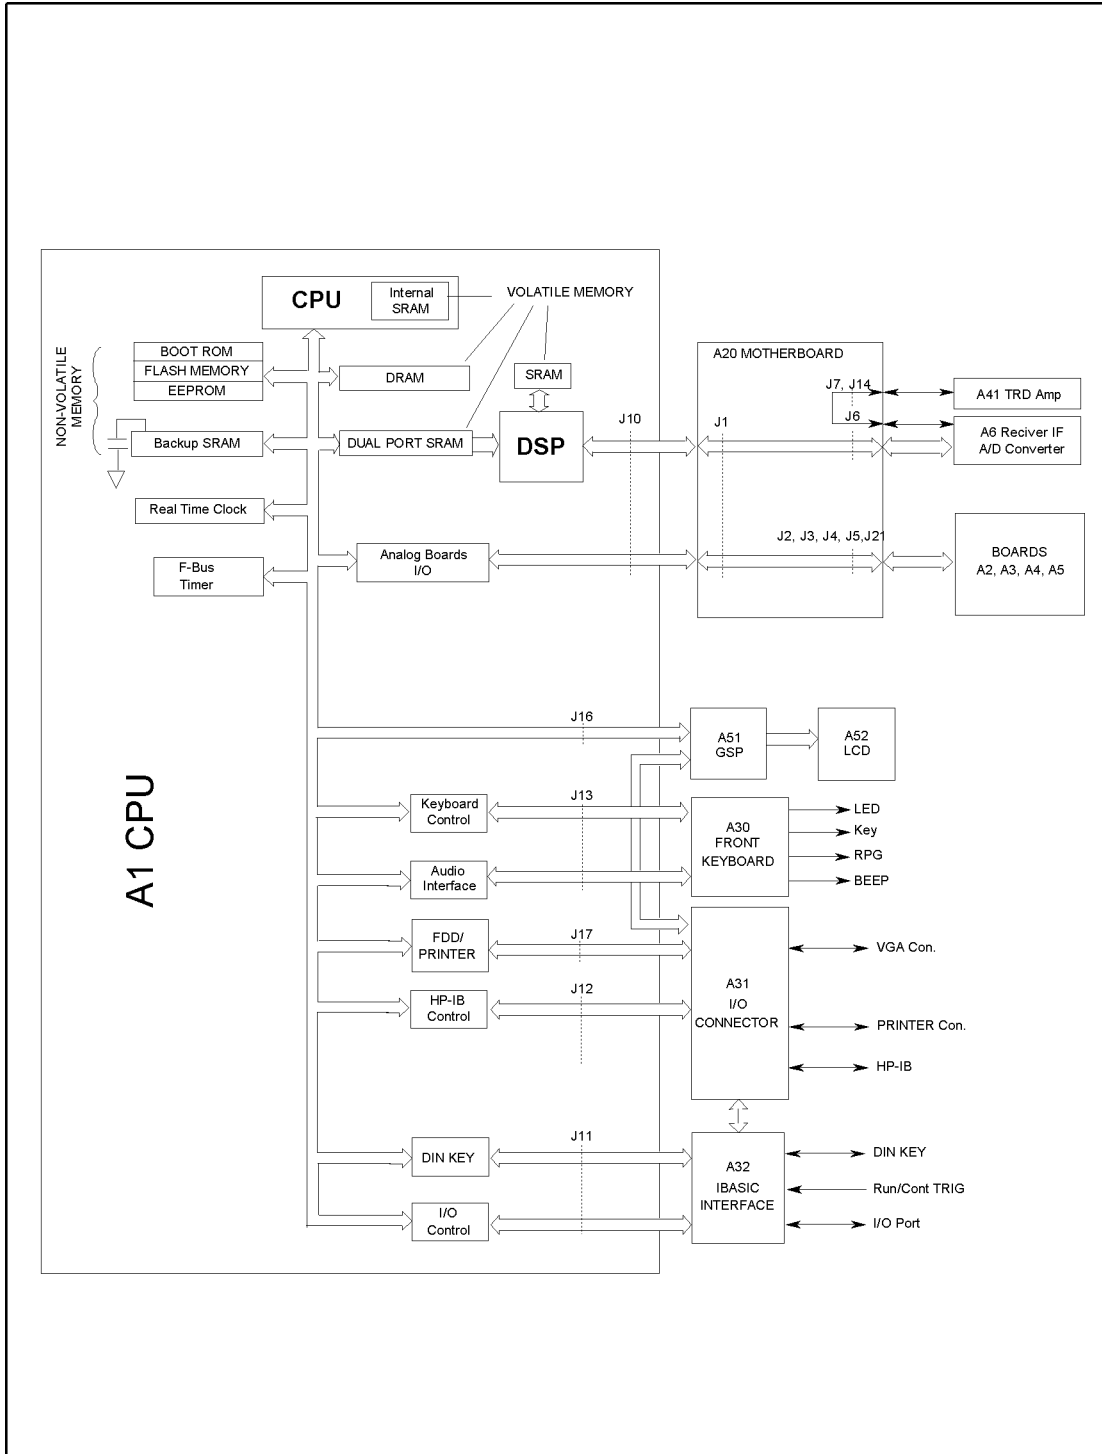 CPU
Internal
SRAM
VOLATILE MEMORY
NON-VOLATILE
MEMORY
BOOT ROM
FLASH MEMORY
EEPROM
DRAM
SRAM
Backup SRAM
DUAL PORT SRAM
DSP
J10
A20 MOTHERBOARD
J7, J14
J1
J6
A41 TRD Amp
A6 Reciver IF
A/D Converter
Real Time Clock
F-Bus
Timer
Analog Boards
I/O
J2, J3, J4, J5,J21
BOARDS
A2, A3, A4, A5
A1 CPU
J16
A51
GSP
A52
LCD
Keyboard
Control
J13
A30
FRONT
KEYBOARD
LED
Key
RPG
BEEP
Audio
Interface
FDD/
PRINTER
J17
HP-IB
Control
J12
A31
I/O
CONNECTOR
VGA Con.
PRINTER Con.
HP-IB
DIN KEY
J11
A32
IBASIC
INTERFACE
DIN KEY
Run/Cont TRIG
I/O Port
I/O
Control